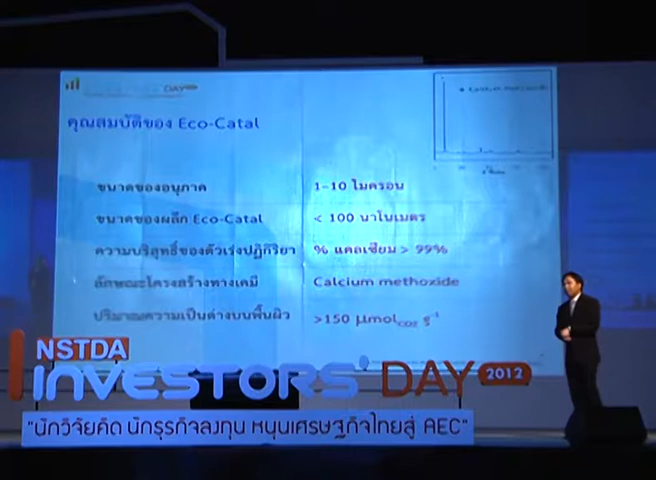 DAY
คุณสมบัติของ Eco-Catal
ขนาดของอนุภาค 1-10 ไมครอน
ขนาดของผลึก Eco-Catal < 100 นาโนเมตร
ความบริสุทธิ์ของตัวเร่งปฏิกิริยา % แคลเซียม > 99%
ลักษณะโครงสร้างทางเคมี Calcium methoxide
ปริมาณความเป็นด่างบนพื้นผิว >150 µmolCO2 g-1
NSTDA
INVESTORS' DAY 2012
"นักวิจัยคิด นักธุรกิจลงทุน หนุนเศรษฐกิจไทยสู่ AEC"